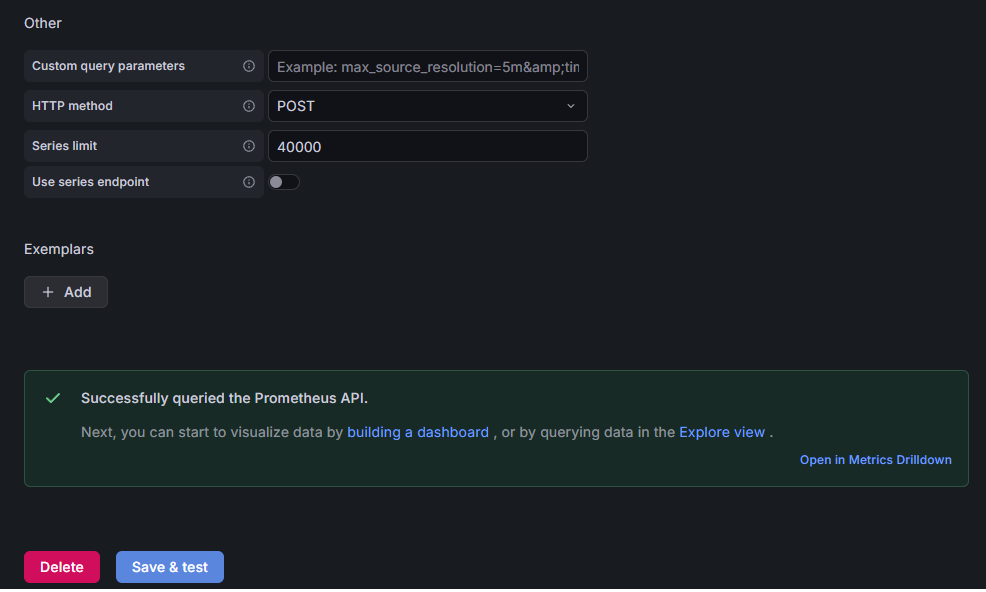 Other
Custom query parameters
Example: max_source_resolution=5m&amp;tin
HTTP method
POST
Series limit
40000
Use series endpoint
Exemplars
+ Add
Successfully queried the Prometheus API.
Next, you can start to visualize data by building a dashboard , or by querying data in the Explore view .
Open in Metrics Drilldown
Delete Save & test